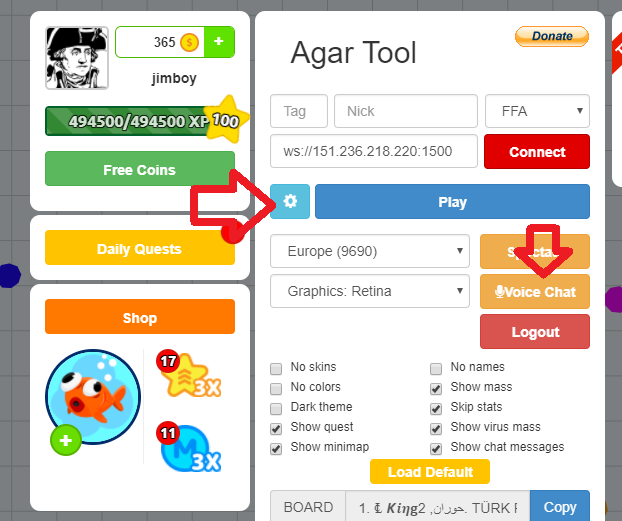 365
+
jimboy
494500/494500 XP
100
Free Coins
Daily Quests
Shop
17
3X
+
11
M
3X
Donate
Agar Tool
Tag
Nick
FFA
ws://151.236.218.220:1500
Connect
Play
Europe (9690)
Graphics: Retina
Voice Chat
Logout
No skins
No names
No colors
Show mass
Dark theme
Skip stats
Show quest
Show virus mass
Show minimap
Show chat messages
Load Default
BOARD
1. ℄ 𝑲𝒊𝒏𝒈2 ,حوران. TÜRK
Copy